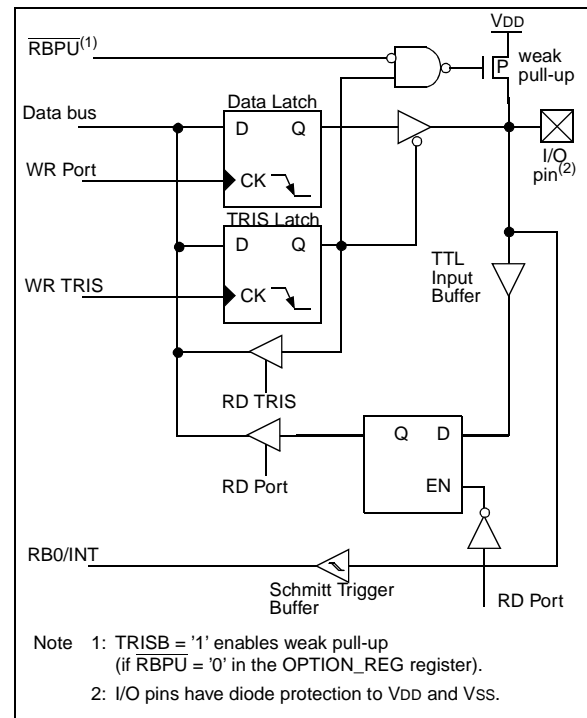 VDD
RBPU(1)
P
weak
pull-up
Data Latch
Data bus
D Q
I/O
pin(2)
WR Port
CK
TRIS Latch
D Q
TTL
Input
Buffer
WR TRIS
CK
RD TRIS
Q D
RD Port
EN
RB0/INT
Schmitt Trigger
Buffer
RD Port
Note 1: TRISB = '1' enables weak pull-up
(if RBPU = '0' in the OPTION_REG register).
2: I/O pins have diode protection to VDD and VSS.